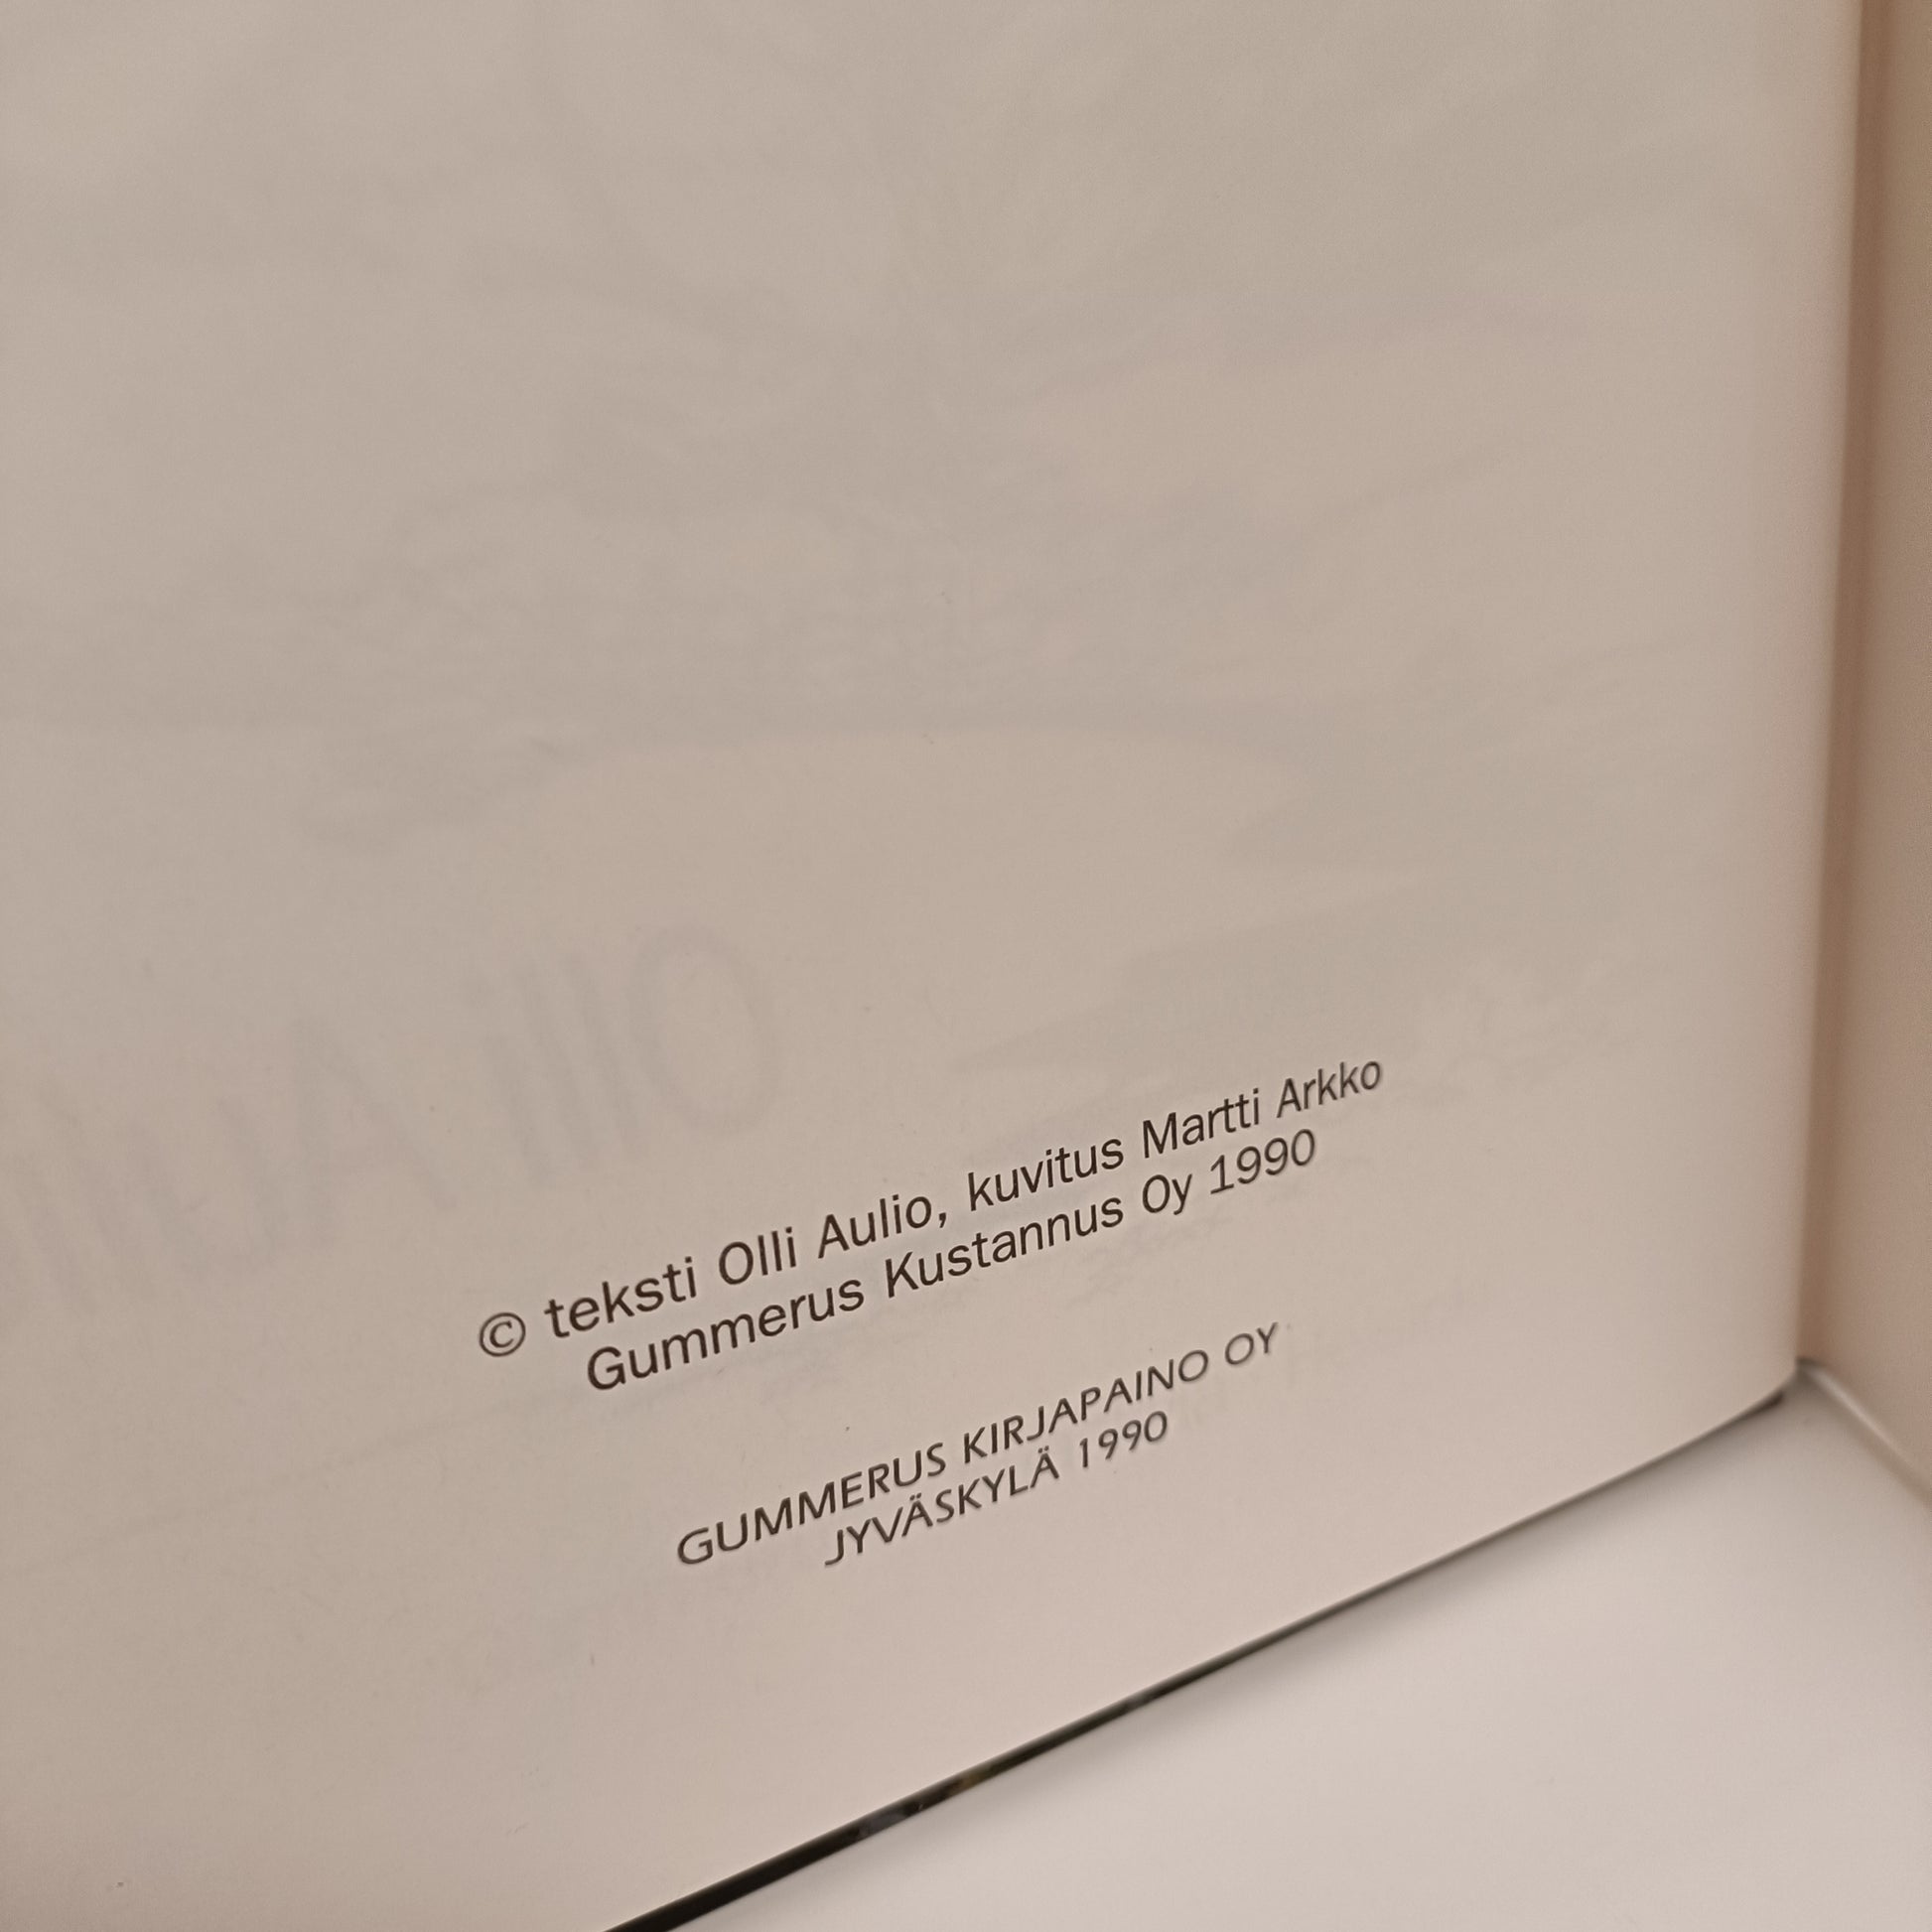 © teksti Olli Aulio, kuvitus Martti Arkko
Gummerus Kustannus Oy 1990
GUMMERUS KIRJAPAINO OY
JYVÄSKYLÄ 1990